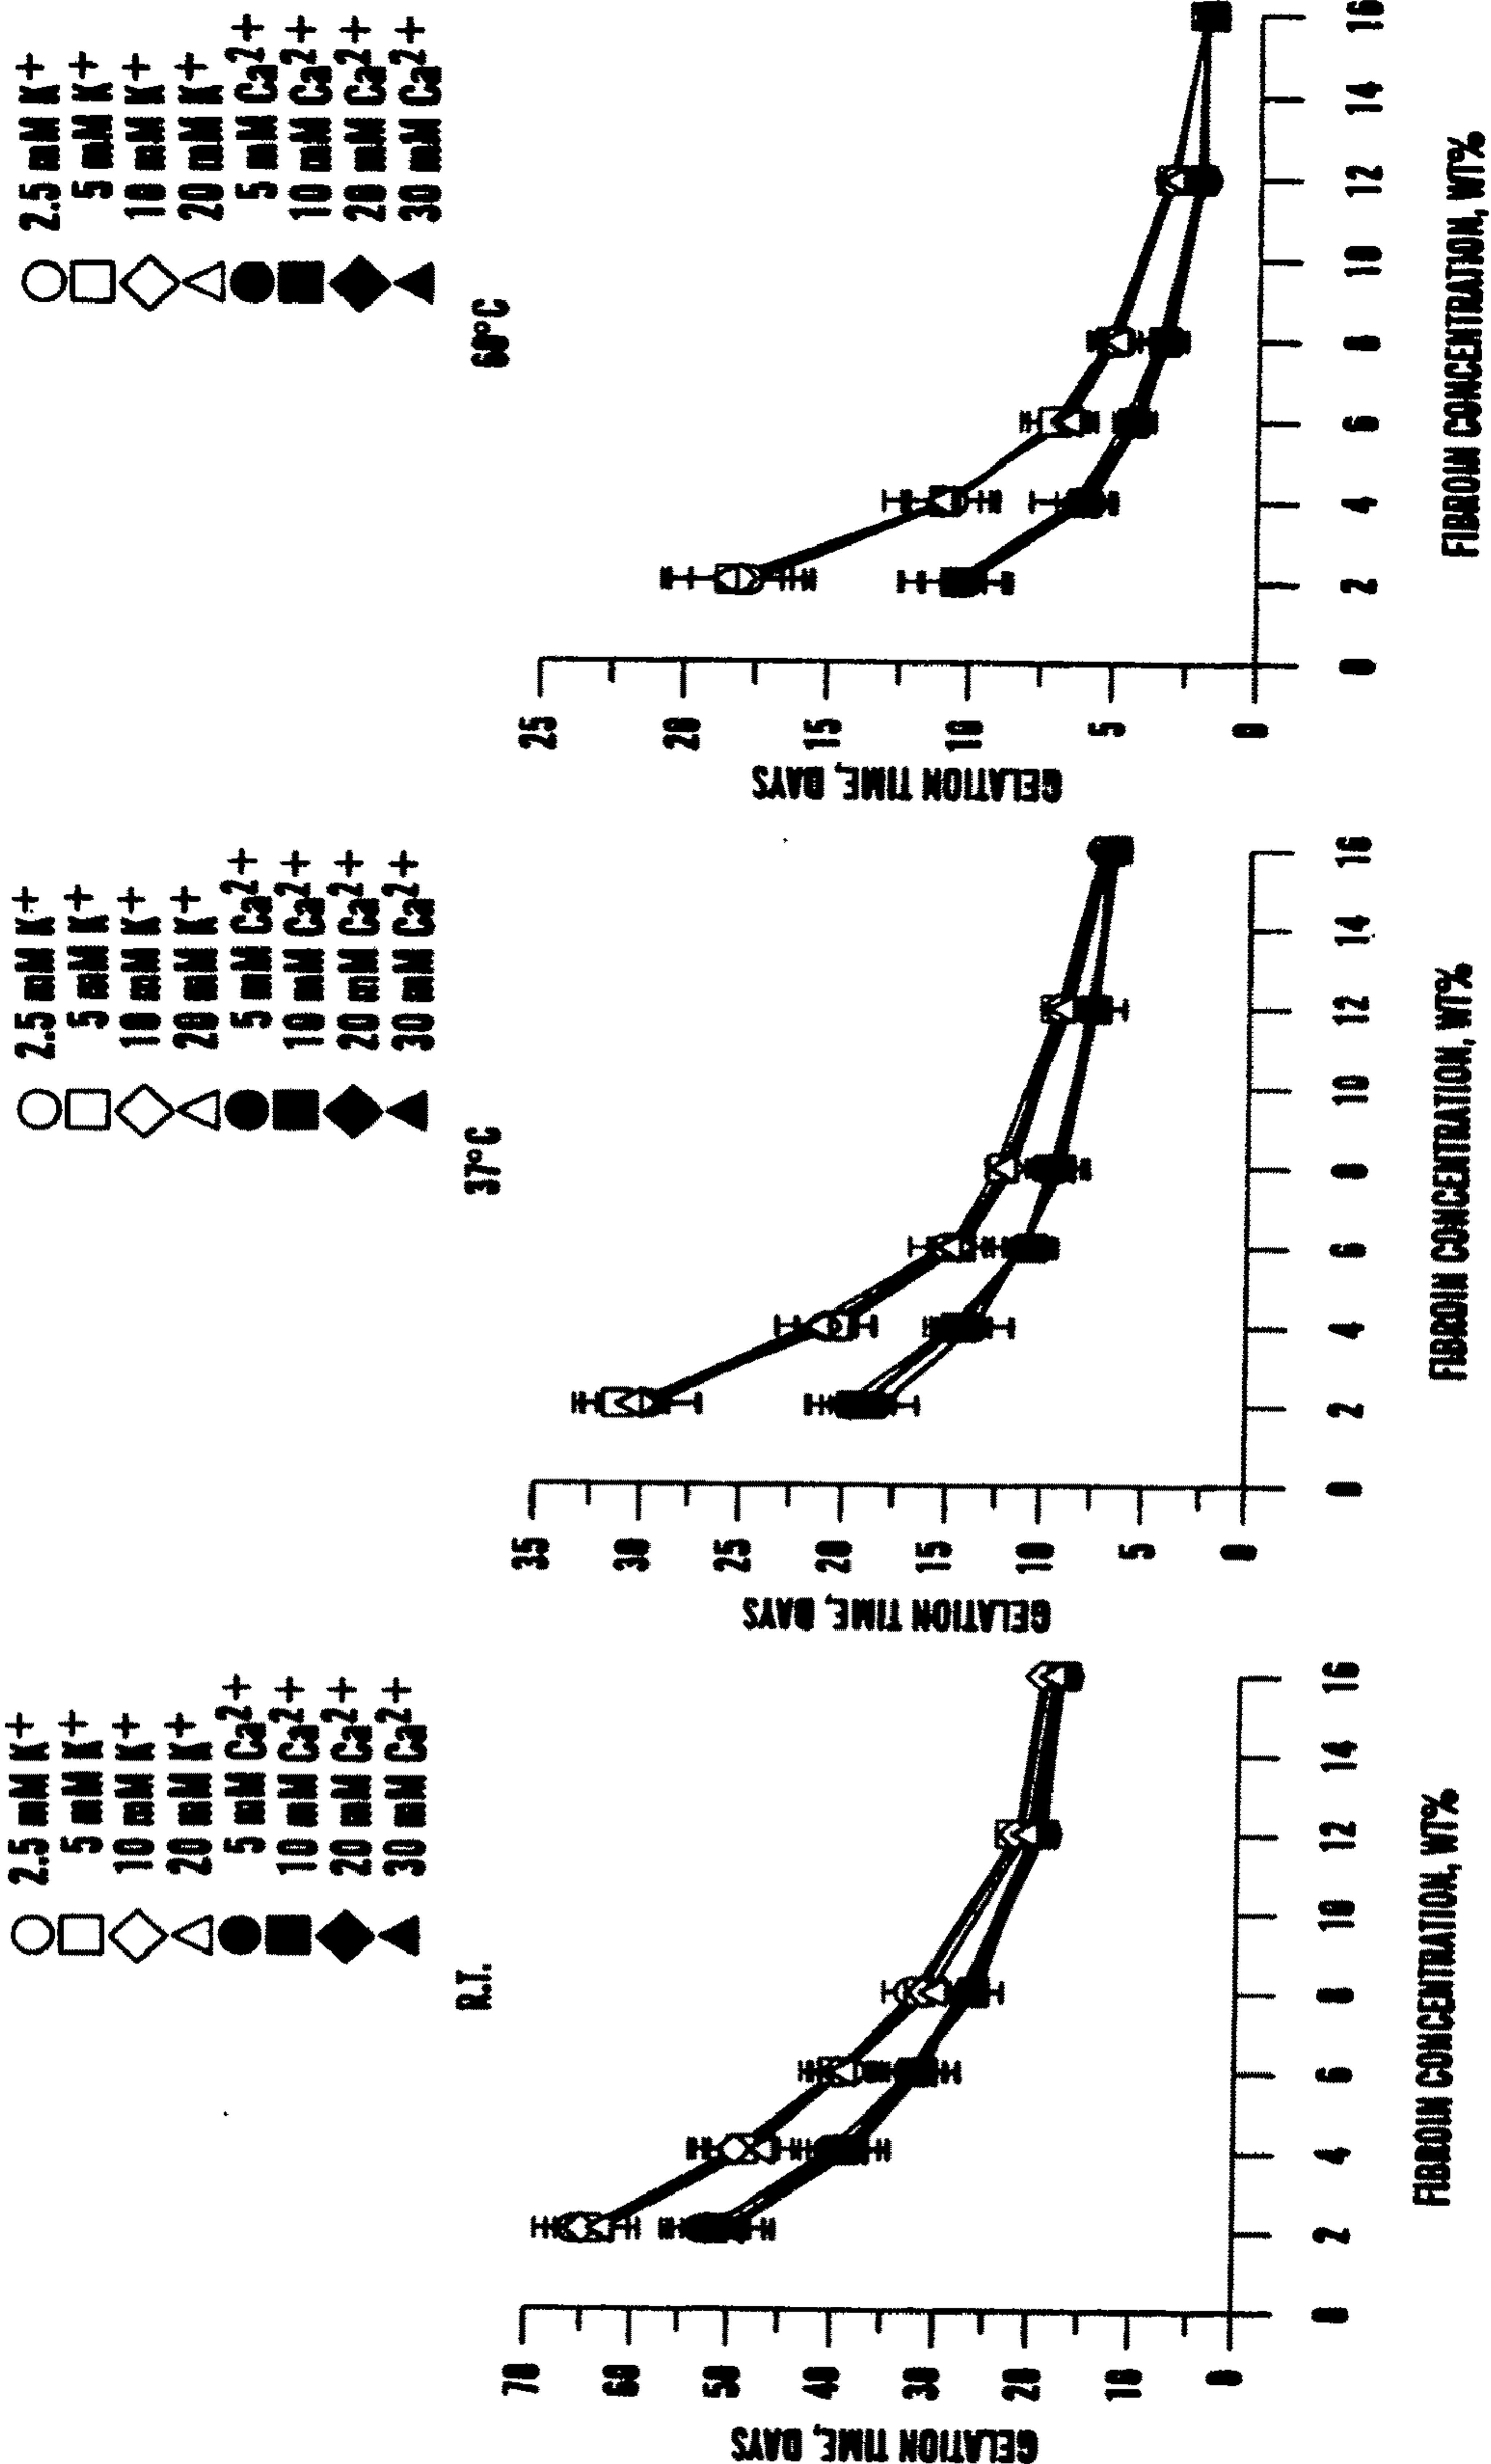 2.5 mM K+
5 mM K+
10 mM K+
20 mM K+
5 mM Ca2+
10 mM Ca2+
20 mM Ca2+
30 mM Ca2+
R.T.
GELATION TIME, DAYS
70
60
50
40
30
20
10
0
0 2 4 6 8 10 12 14 16
FIBROIN CONCENTRATION, WT%
2.5 mM K+
5 mM K+
10 mM K+
20 mM K+
5 mM Ca2+
10 mM Ca2+
20 mM Ca2+
30 mM Ca2+
37°C
GELATION TIME, DAYS
35
30
25
20
15
10
5
0
0 2 4 6 8 10 12 14 16
FIBROIN CONCENTRATION, WT%
2.5 mM K+
5 mM K+
10 mM K+
20 mM K+
5 mM Ca2+
10 mM Ca2+
20 mM Ca2+
30 mM Ca2+
60°C
GELATION TIME, DAYS
25
20
15
10
5
0
0 2 4 6 8 10 12 14 16
FIBROIN CONCENTRATION, WT%